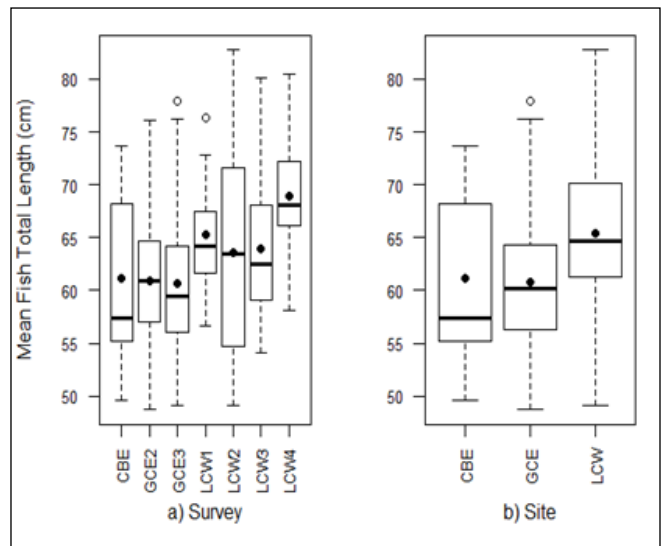 Mean Fish Total Length (cm)
80
75
70
65
60
55
50
CBE
GCE2
GCE3
LCW1
LCW2
LCW3
LCW4
a) Survey
80
75
70
65
60
55
50
CBE
GCE
LCW
b) Site